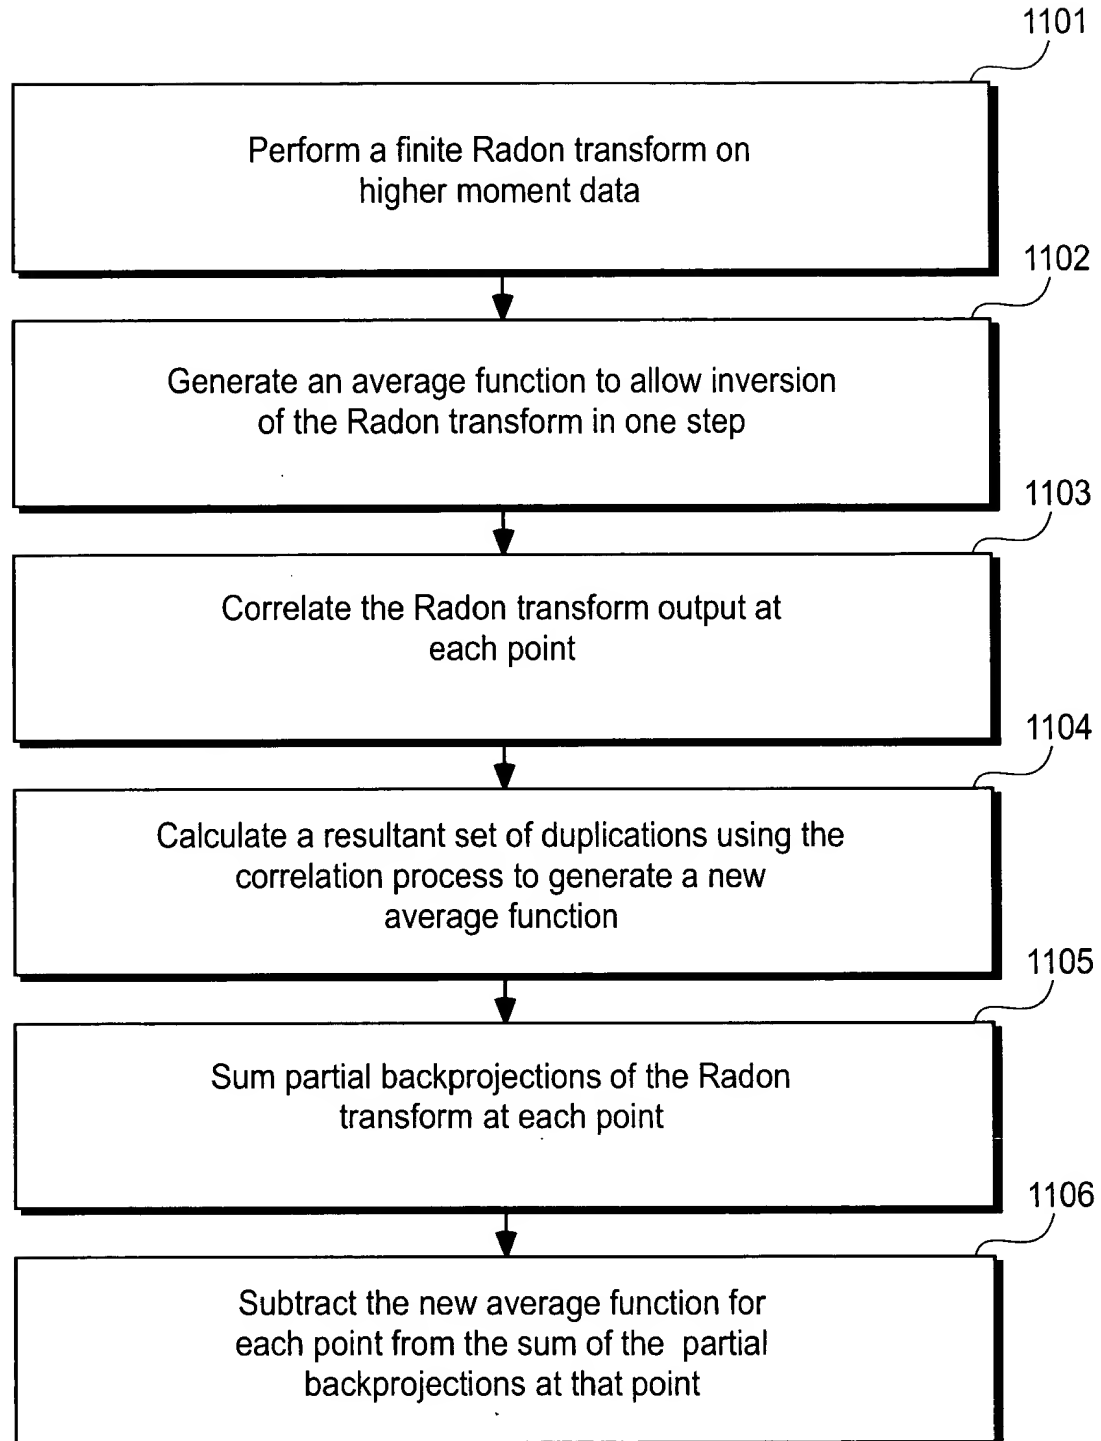 1101
Perform a finite Radon transform on
higher moment data
1102
Generate an average function to allow inversion
of the Radon transform in one step
1103
Correlate the Radon transform output at
each point
1104
Calculate a resultant set of duplications using the
correlation process to generate a new
average function
1105
Sum partial backprojections of the Radon
transform at each point
1106
Subtract the new average function for
each point from the sum of the partial
backprojections at that point